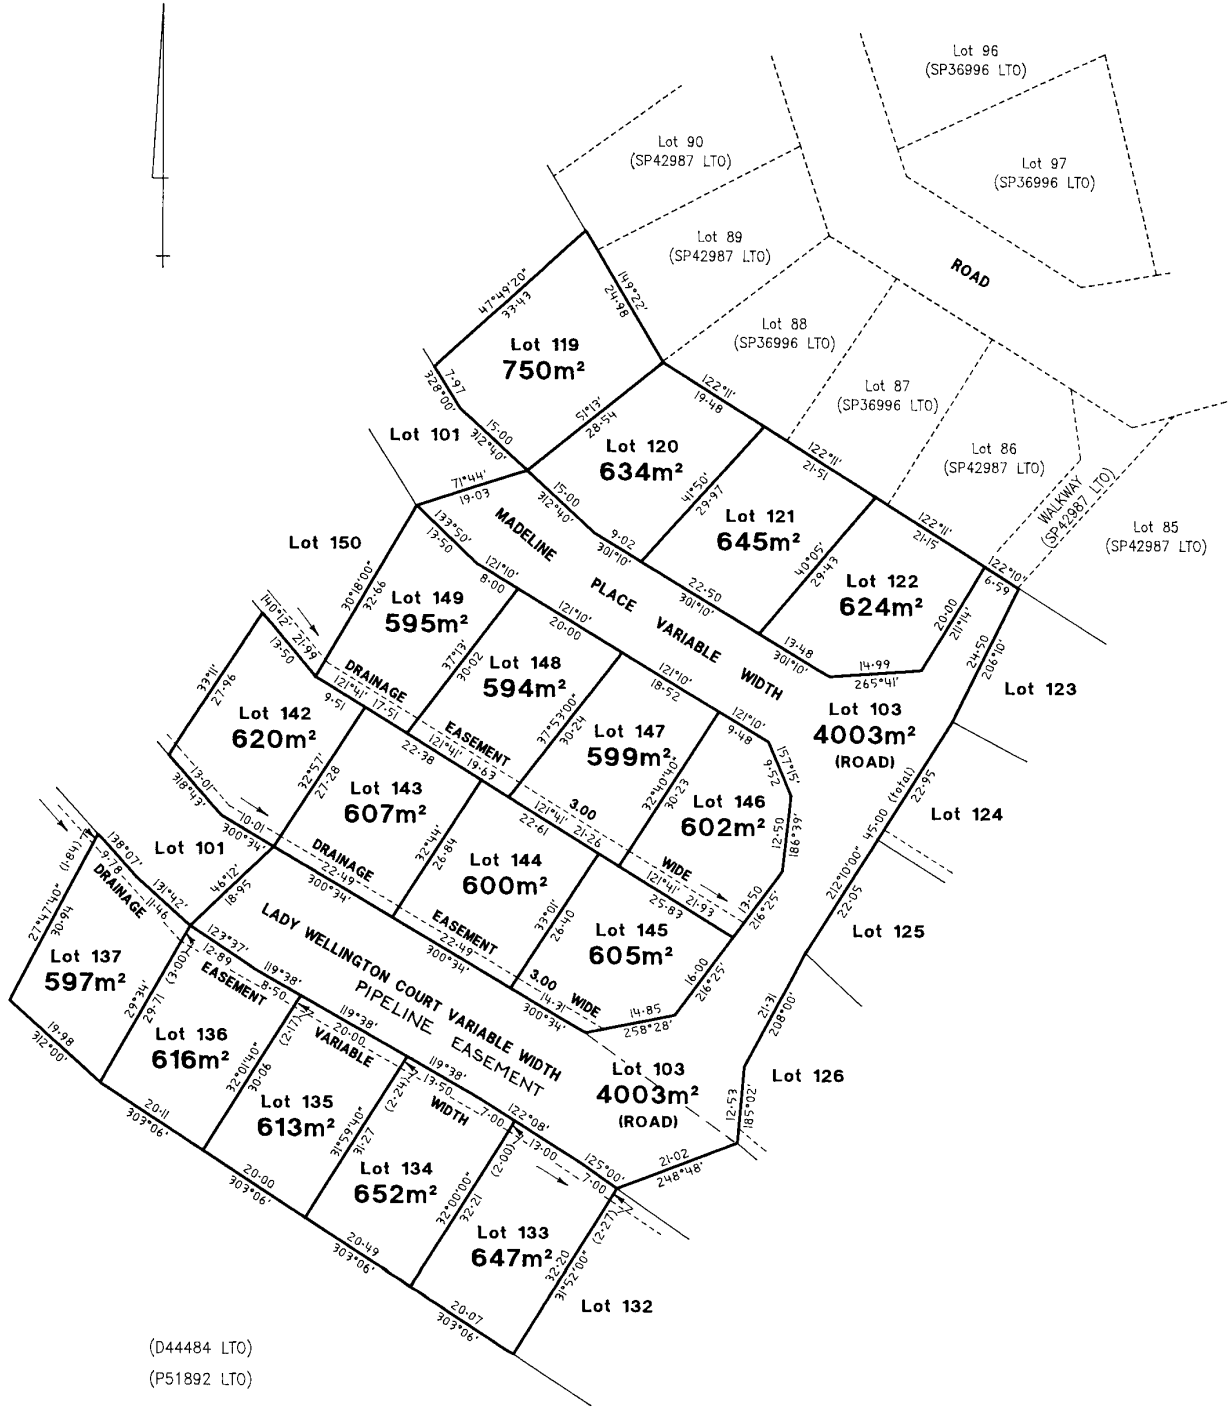 Lot 96
(SP36996 LTO)
Lot 90
(SP42987 LTO)
Lot 97
(SP36996 LTO)
Lot 89
(SP42987 LTO)
ROAD
149°22'
24·98
47°49'20"
33·43
Lot 119
750m²
Lot 88
(SP36996 LTO)
7·97
328°00'
Lot 87
(SP36996 LTO)
122°11'
19·48
51°13'
28·54
15·00
312°40'
Lot 101
Lot 120
634m²
122°11'
21·51
Lot 86
(SP42987 LTO)
WALKWAY
(SP42987 LTO)
Lot 85
(SP42987 LTO)
71°44'
19·03
15·00
312°40'
41°50'
29·97
Lot 121
645m²
122°11'
21·15
133°50'
13·50
MADELINE PLACE VARIABLE WIDTH
9·02
301°10'
Lot 150
40°05'
29·43
Lot 122
624m²
122°10'
6·59
121°10'
8·00
22·50
301°10'
20·00
211°14'
30°18'00"
32·66
Lot 149
595m²
121°10'
20·00
13·48
301°10'
24·50
206°10'
140°12'
21·99
13·50
37°13'
30·02
Lot 148
594m²
121°10'
18·52
14·99
265°41'
Lot 123
DRAINAGE
121°41' 17·51
9·51
33°11'
27·96
Lot 142
620m²
37°53'00"
30·24
Lot 147
599m²
121°10'
9·48
Lot 103
4003m²
(ROAD)
EASEMENT
121°41' 19·63
22·38
157°15'
9·52
32°57'
27·28
Lot 143
607m²
32°40'40"
30·23
Lot 146
602m²
212°10'00" 45·00 (total)
22·95
Lot 124
13·01
318°43'
3·00
121°41' 21·26
22·61
12·50
186°39'
10·01
300°34'
32°44'
26·84
Lot 144
600m²
WIDE
121°41' 21·93
25·83
138°07'
9·78
(1·84)
Lot 101
DRAINAGE
22·49
300°34'
13·50
216°25'
22·05
DRAINAGE
131°42'
11·46
46°12'
18·95
33°01'
26·40
Lot 145
605m²
Lot 125
27°47'40"
30·94
LADY WELLINGTON COURT VARIABLE WIDTH
EASEMENT
22·49
300°34'
Lot 137
597m²
123°37'
12·89
(3·00)
16·00
216°25'
29°34'
29·71
EASEMENT
119°38'
8·50
3·00 WIDE
14·31
300°34'
14·85
258°28'
PIPELINE EASEMENT
21·31
208°00'
19·98
312°00'
Lot 136
616m²
(2·17)
119°38'
20·00
VARIABLE
Lot 103
4003m²
(ROAD)
Lot 126
32°01'40"
30·06
Lot 135
613m²
(2·24)
119°38'
13·50
WIDTH
7·00
122°08'
13·00
12·53
185°02'
20·11
303°06'
31°59'40"
31·27
Lot 134
652m²
(2·00)
125°00'
7·00
21·02
248°48'
20·00
303°06'
32°00'00"
32·21
Lot 133
647m²
(2·27)
20·49
303°06'
32·20
31°52'00"
Lot 132
20·07
303°06'
(D44484 LTO)
(P51892 LTO)